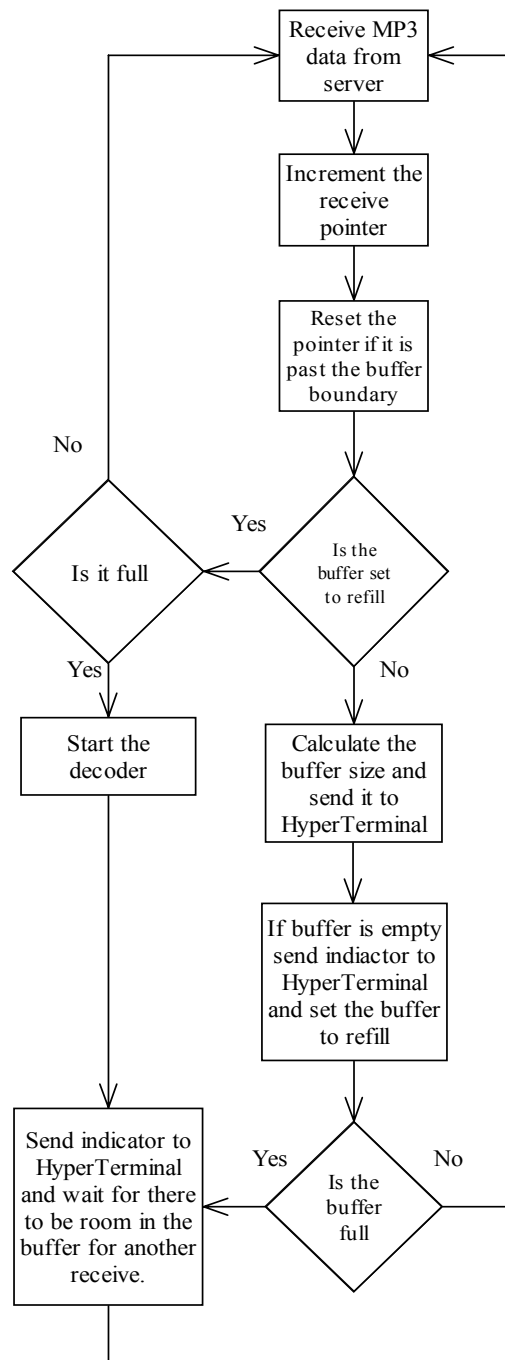 Receive MP3
data from
server
Increment the
receive
pointer
Reset the
pointer if it is
past the buffer
boundary
No
Yes
Is it full
Is the
buffer set
to refill
Yes
No
Start the
decoder
Calculate the
buffer size and
send it to
HyperTerminal
If buffer is empty
send indiactor to
HyperTerminal
and set the buffer
to refill
Send indicator to
HyperTerminal
and wait for there
to be room in the
buffer for another
receive.
Yes
No
Is the
buffer
full